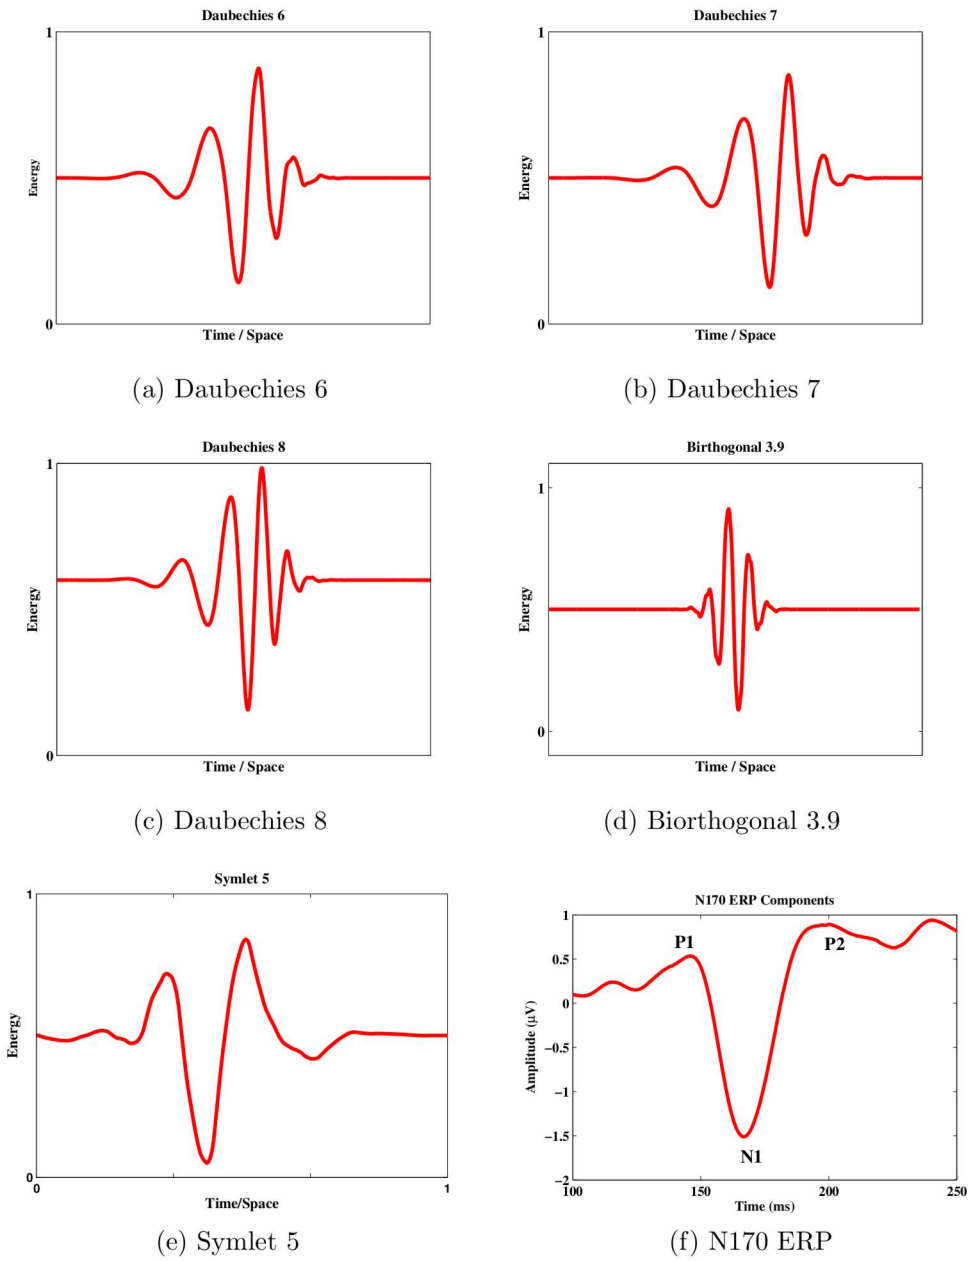 Daubechies 6
1
Energy
0
Time / Space
(a) Daubechies 6
Daubechies 7
1
Energy
0
Time / Space
(b) Daubechies 7
Daubechies 8
1
Energy
0
Time / Space
(c) Daubechies 8
Birthogonal 3.9
1
Energy
0
Time / Space
(d) Biorthogonal 3.9
Symlet 5
1
Energy
0
0 1
Time/Space
(e) Symlet 5
N170 ERP Components
1
P1 P2
0.5
0
Amplitude (μV)
−0.5
−1
−1.5
N1
−2
100 150 200 250
Time (ms)
(f) N170 ERP